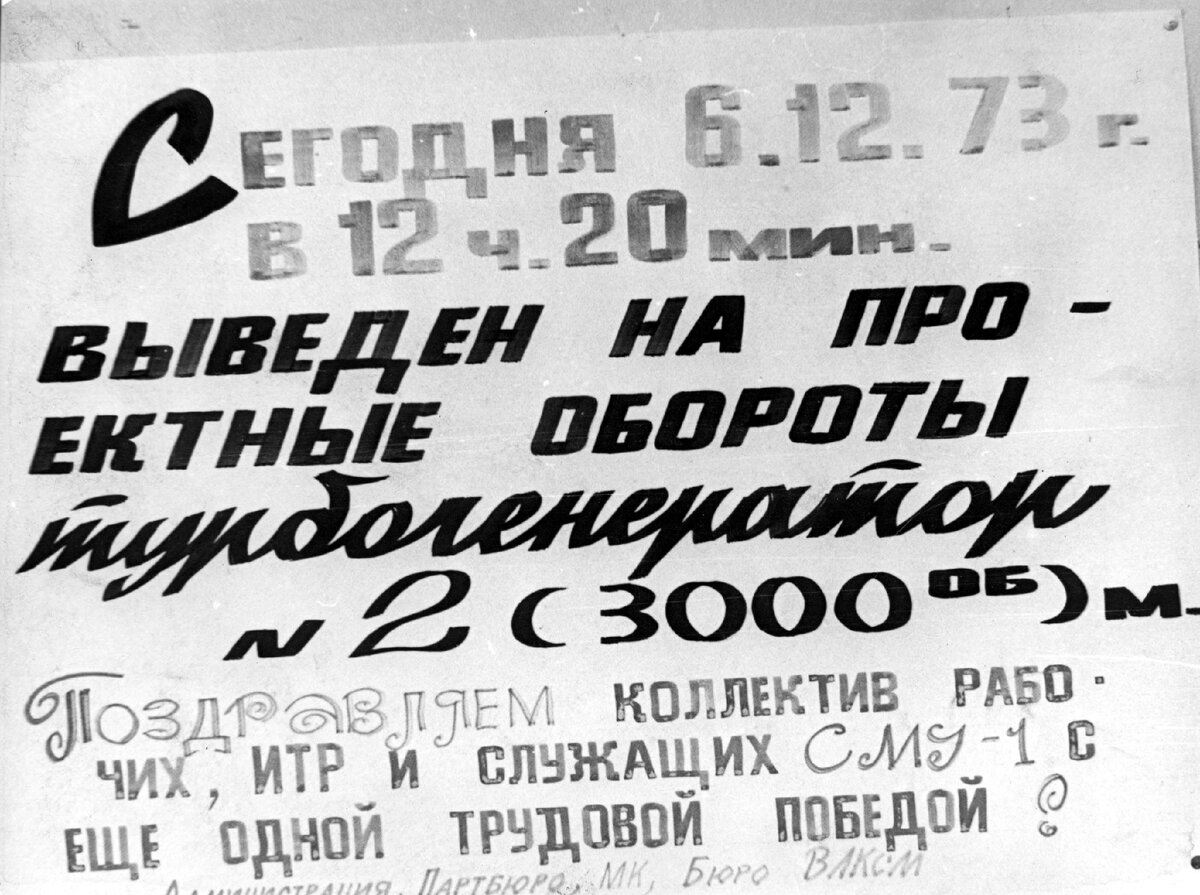 Сегодня 6.12.73 г.
в 12 ч. 20 мин.
ВЫВЕДЕН НА ПРО-
ЕКТНЫЕ ОБОРОТЫ
турбогенератор
N 2 (3000 ОБ) м.
Поздравляем КОЛЛЕКТИВ РАБО-
ЧИХ, ИТР И СЛУЖАЩИХ СМУ-1 С
ЕЩЕ ОДНОЙ ТРУДОВОЙ ПОБЕДОЙ!
Администрация, Партбюро, МК, Бюро ВЛКСМ